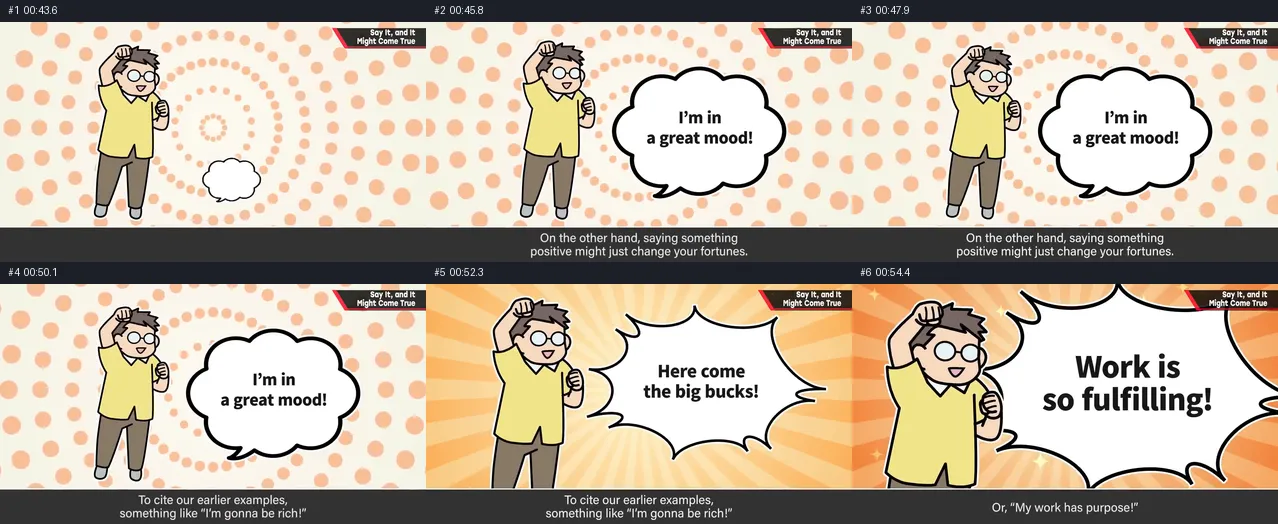 #1 00:43.6
Say It, and It
Might Come True
#2 00:45.8
Say It, and It
Might Come True
I'm in
a great mood!
On the other hand, saying something
positive might just change your fortunes.
#3 00:47.9
Say It, and It
Might Come True
I'm in
a great mood!
On the other hand, saying something
positive might just change your fortunes.
#4 00:50.1
Say It, and It
Might Come True
I'm in
a great mood!
To cite our earlier examples,
something like "I'm gonna be rich!"
#5 00:52.3
Say It, and It
Might Come True
Here come
the big bucks!
To cite our earlier examples,
something like "I'm gonna be rich!"
#6 00:54.4
Say It, and It
Might Come True
Work is
so fulfilling!
Or, "My work has purpose!"